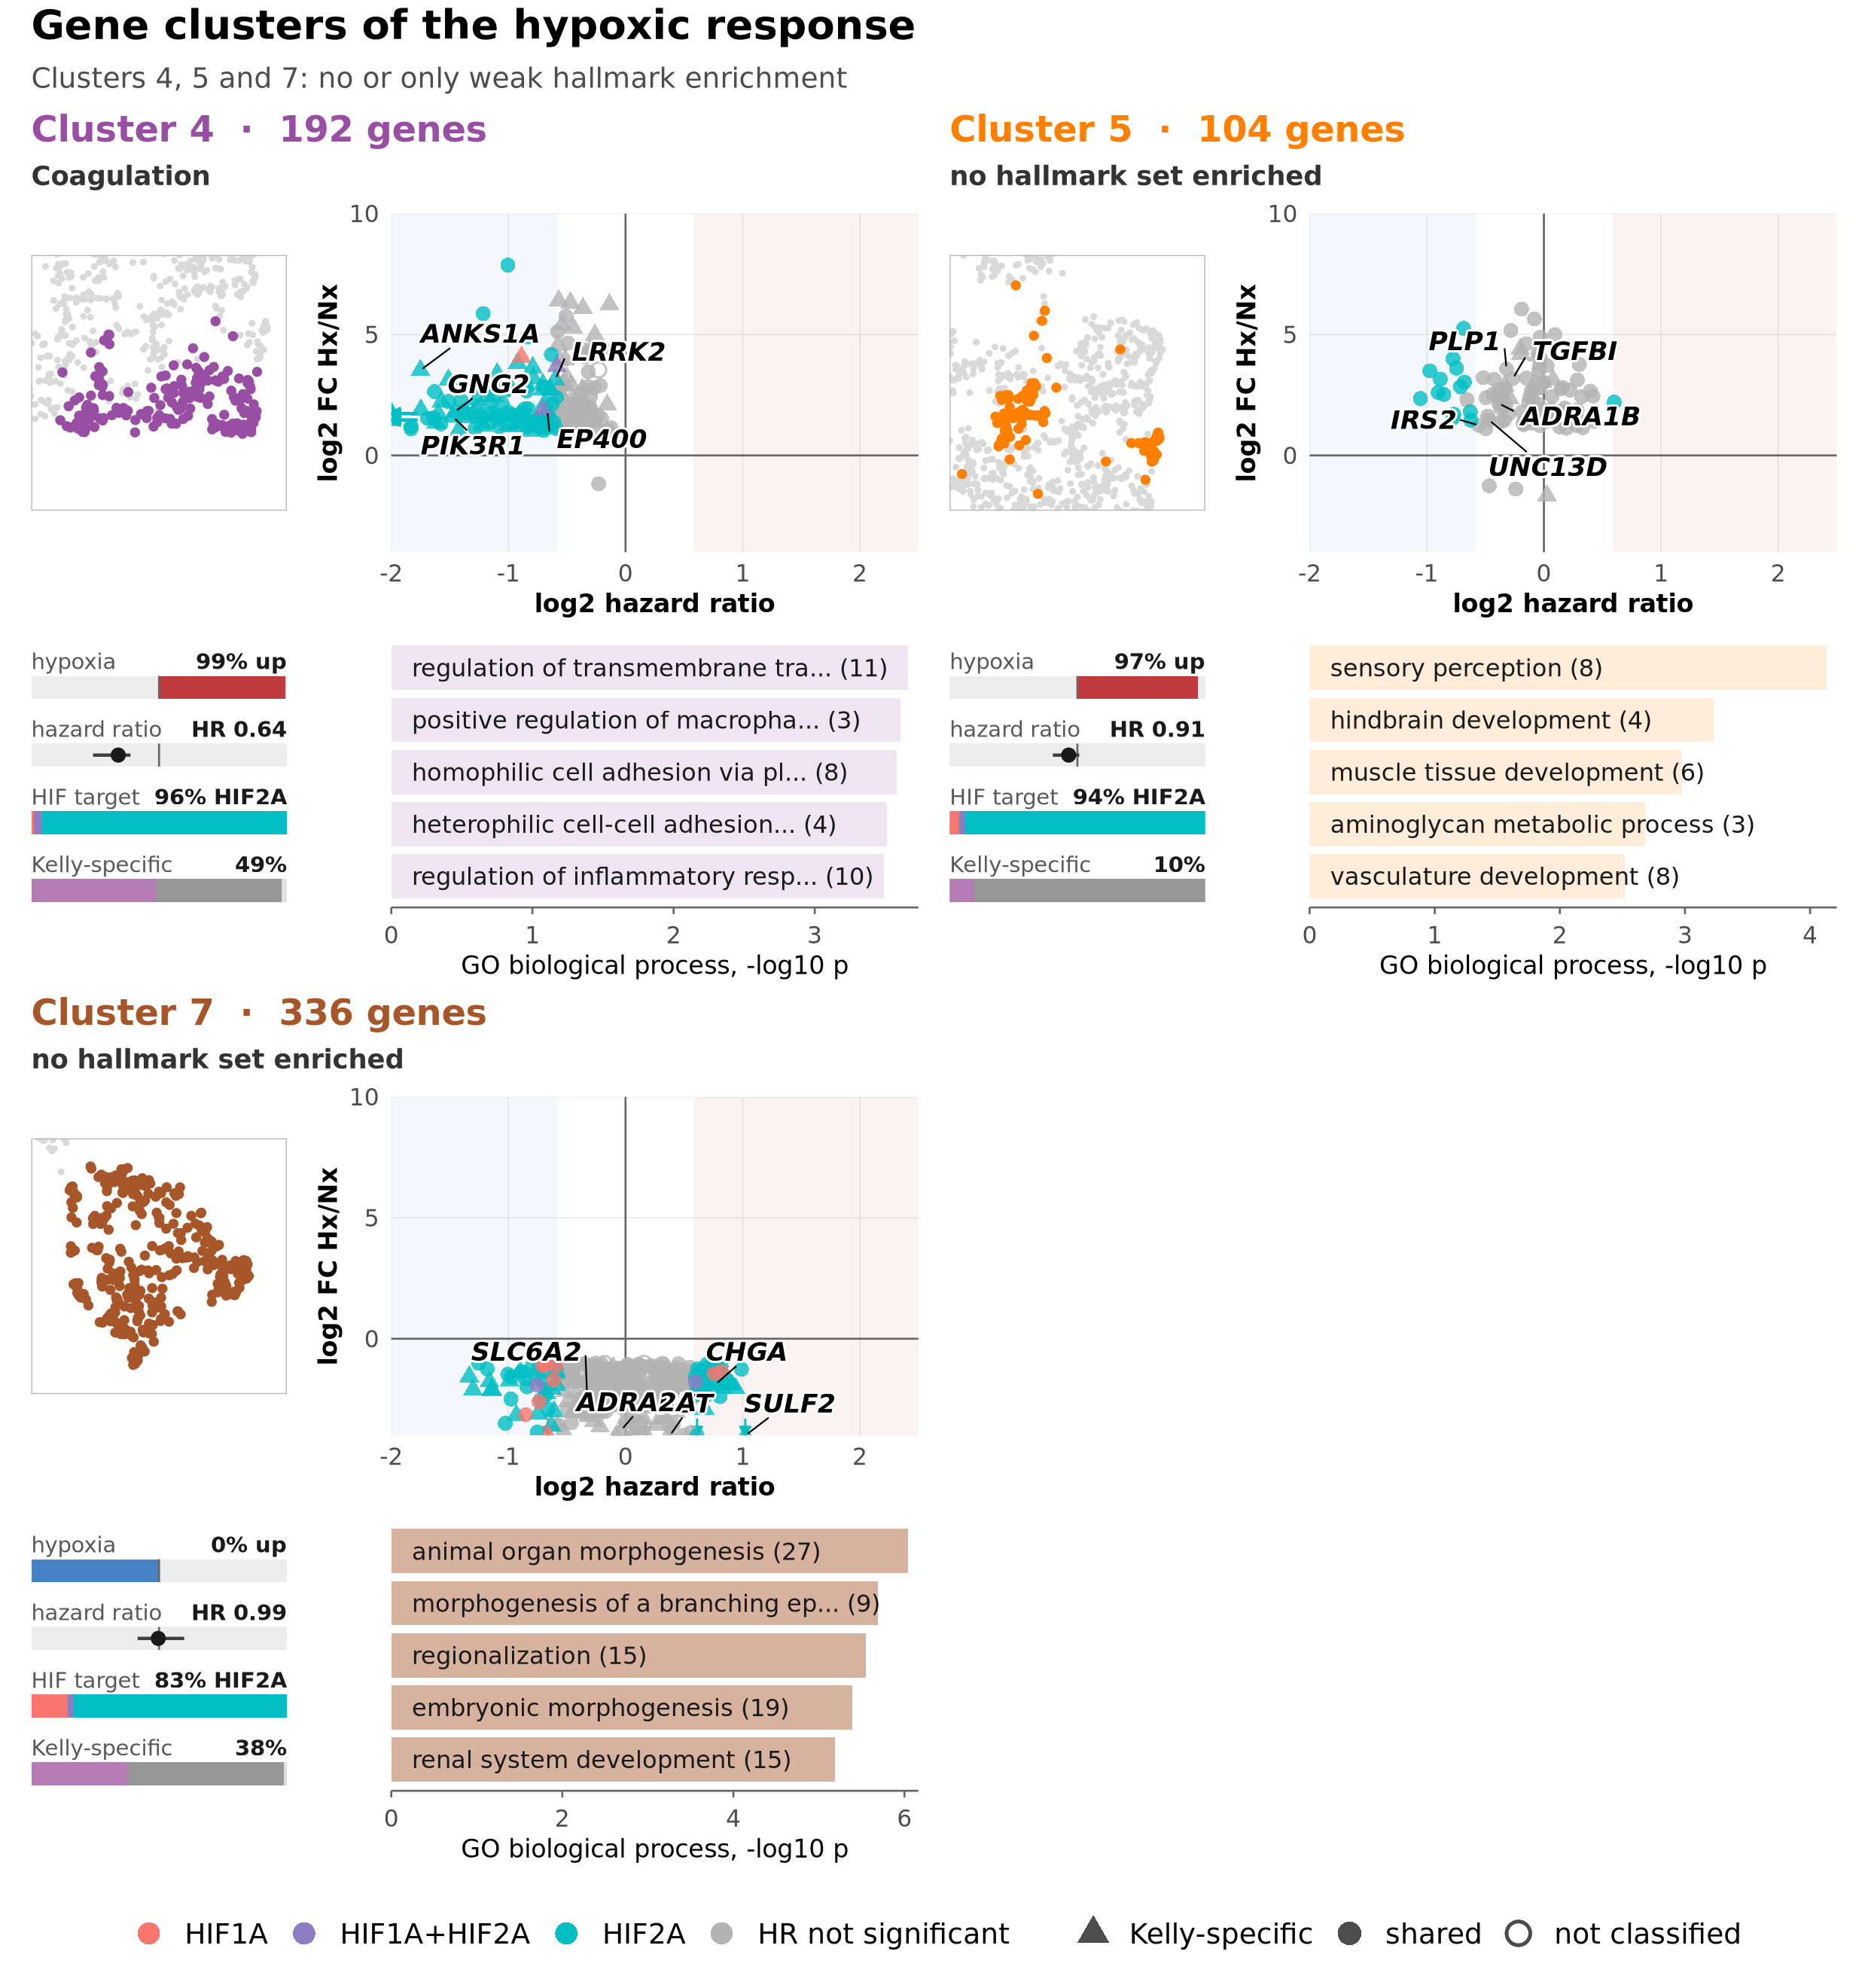 Gene clusters of the hypoxic response
Clusters 4, 5 and 7: no or only weak hallmark enrichment
Cluster 4 · 192 genes
Coagulation
10
5
0
log2 FC Hx/Nx
ANKS1A
LRRK2
GNG2
PIK3R1
EP400
-2 -1 0 1 2
log2 hazard ratio
hypoxia 99% up
hazard ratio HR 0.64
HIF target 96% HIF2A
Kelly-specific 49%
regulation of transmembrane tra... (11)
positive regulation of macropha... (3)
homophilic cell adhesion via pl... (8)
heterophilic cell-cell adhesion... (4)
regulation of inflammatory resp... (10)
0 1 2 3
GO biological process, -log10 p
Cluster 5 · 104 genes
no hallmark set enriched
10
5
0
log2 FC Hx/Nx
PLP1
TGFBI
IRS2
ADRA1B
UNC13D
-2 -1 0 1 2
log2 hazard ratio
hypoxia 97% up
hazard ratio HR 0.91
HIF target 94% HIF2A
Kelly-specific 10%
sensory perception (8)
hindbrain development (4)
muscle tissue development (6)
aminoglycan metabolic process (3)
vasculature development (8)
0 1 2 3 4
GO biological process, -log10 p
Cluster 7 · 336 genes
no hallmark set enriched
10
5
0
log2 FC Hx/Nx
SLC6A2
CHGA
SULF2
-2 -1 0 1 2
log2 hazard ratio
hypoxia 0% up
hazard ratio HR 0.99
HIF target 83% HIF2A
Kelly-specific 38%
animal organ morphogenesis (27)
morphogenesis of a branching ep... (9)
regionalization (15)
embryonic morphogenesis (19)
renal system development (15)
0 2 4 6
GO biological process, -log10 p
HIF1A HIF1A+HIF2A HIF2A HR not significant Kelly-specific shared not classified